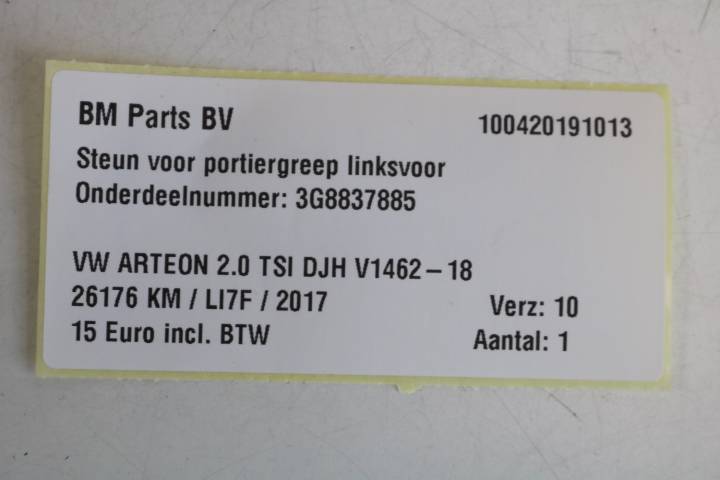 BM Parts BV 100420191013
Steun voor portiergreep linksvoor
Onderdeelnummer: 3G8837885
VW ARTEON 2.0 TSI DJH V1462-18
26176 KM / LI7F / 2017 Verz: 10
15 Euro incl. BTW Aantal: 1